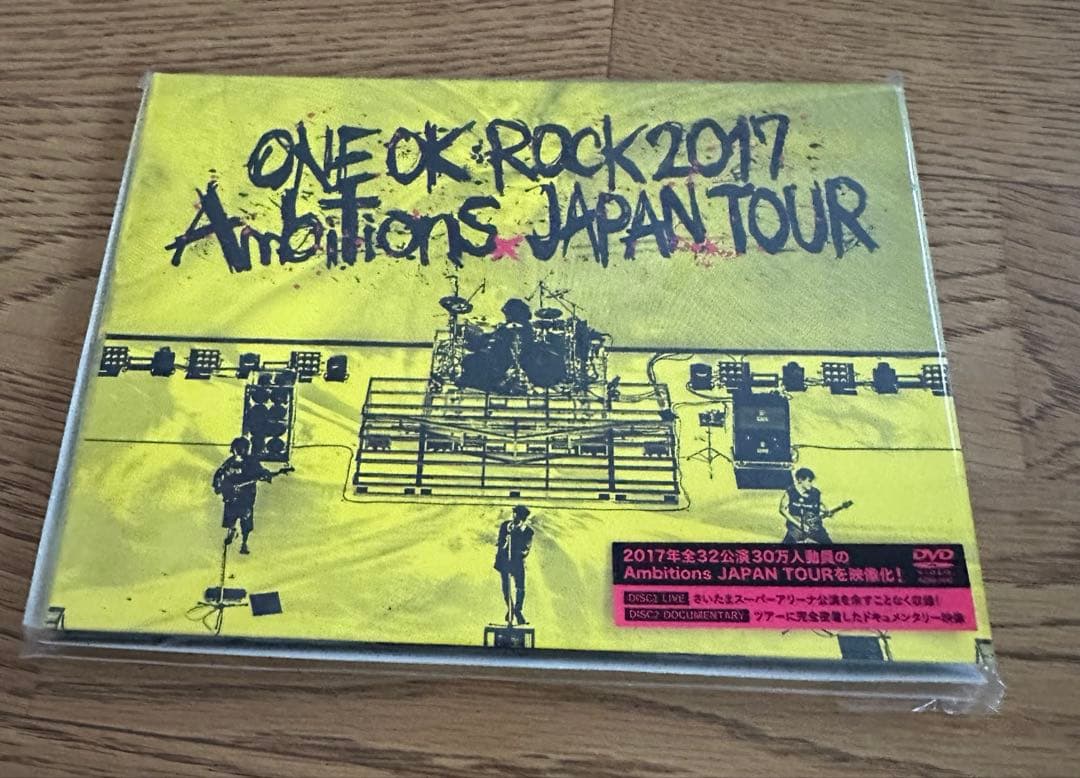 ONE OK ROCK 2017
Ambitions JAPAN TOUR
2017年全32公演30万人動員の
Ambitions JAPAN TOURを映像化!
DVD
VIDEO
DISC1 LIVE さいたまスーパーアリーナ公演を余すことなく収録!
DISC2 DOCUMENTARY ツアーに完全密着したドキュメンタリー映像